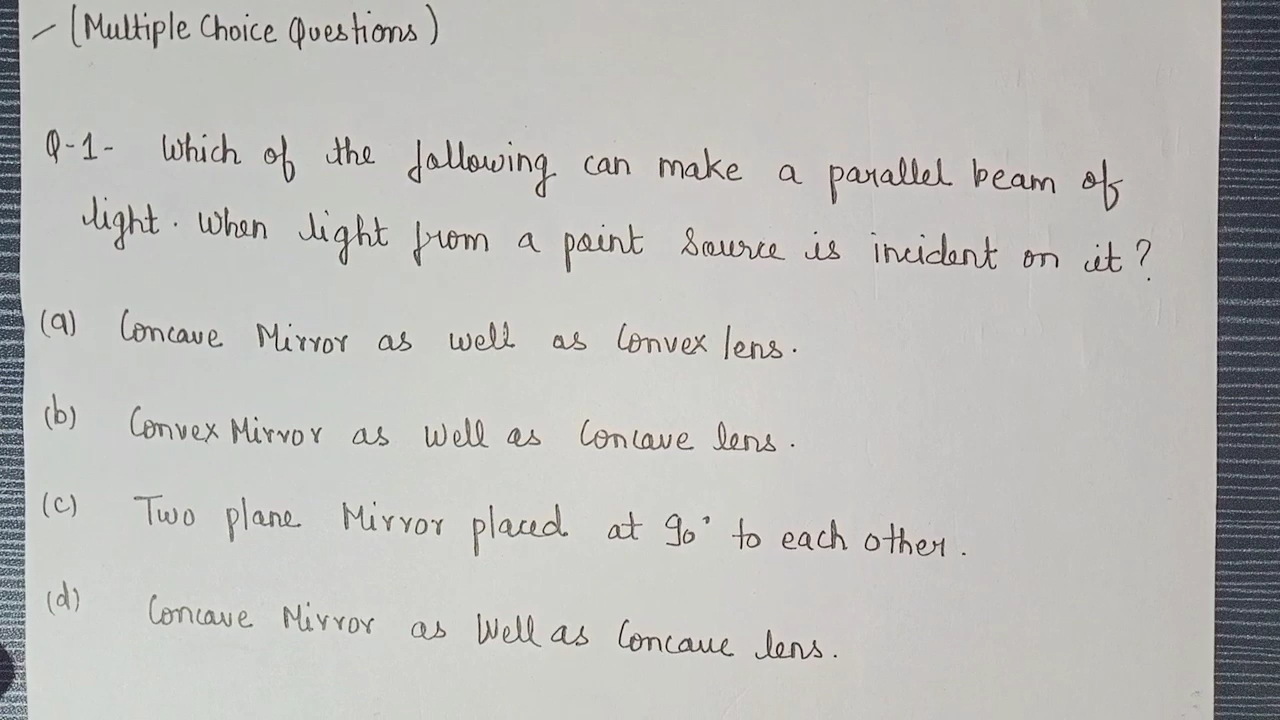 - (Multiple Choice Questions)
Q-1- Which of the following can make a parallel beam of
light. When light from a point source is incident on it?
(a) Concave Mirror as well as Convex lens.
(b) Convex Mirror as well as Concave lens.
(c) Two plane Mirror placed at 90° to each other.
(d) Concave Mirror as Well as Concave lens.